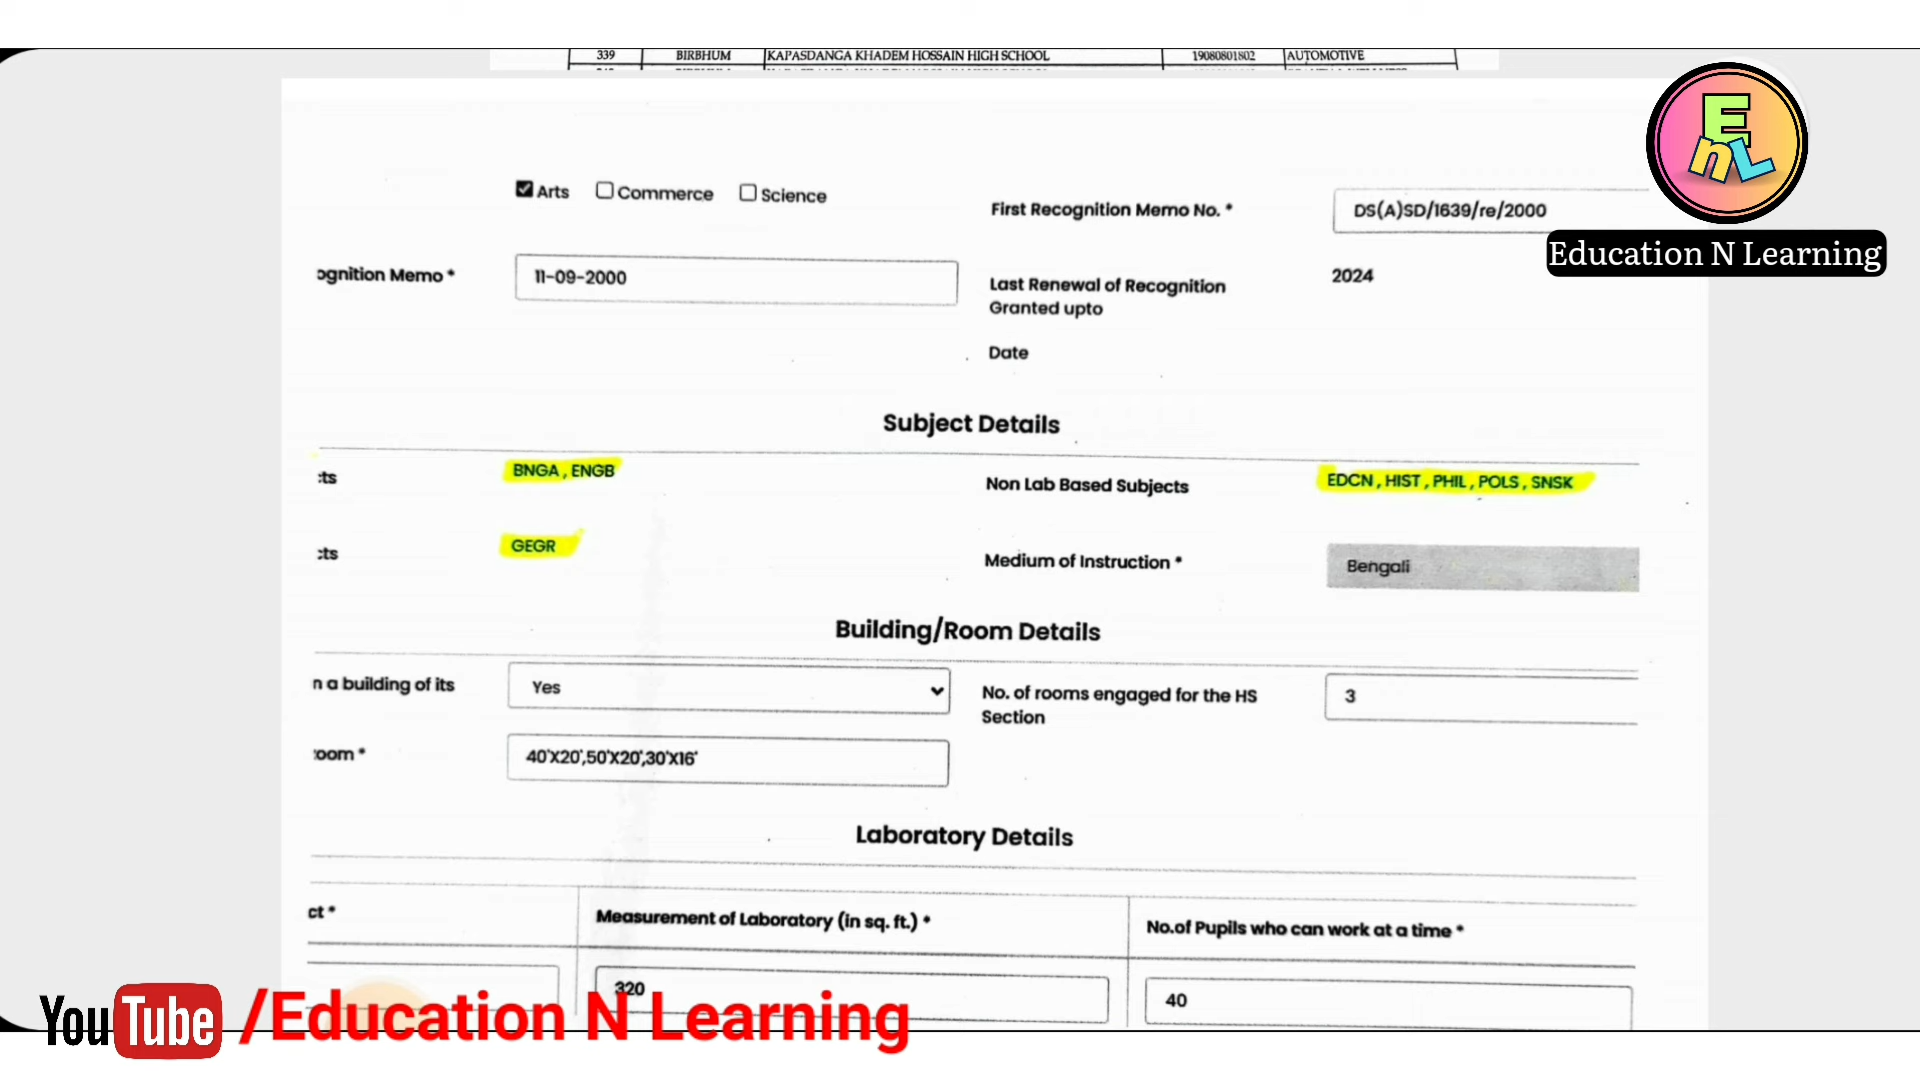 339 BIRBHUM KAPASDANGA KHADEM HOSSAIN HIGH SCHOOL 19080801802 AUTOMOTIVE
EnL
Education N Learning
Arts Commerce Science
First Recognition Memo No. * DS(A)SD/1639/re/2000
ognition Memo * 11-09-2000
Last Renewal of Recognition Granted upto 2024
Date
Subject Details
cts BNGA , ENGB
Non Lab Based Subjects EDCN , HIST , PHIL , POLS , SNSK
cts GEGR
Medium of Instruction * Bengali
Building/Room Details
n a building of its Yes
No. of rooms engaged for the HS Section 3
oom * 40'X20',50'X20',30'X16'
Laboratory Details
ct * Measurement of Laboratory (in sq. ft.) * No.of Pupils who can work at a time *
320 40
YouTube /Education N Learning